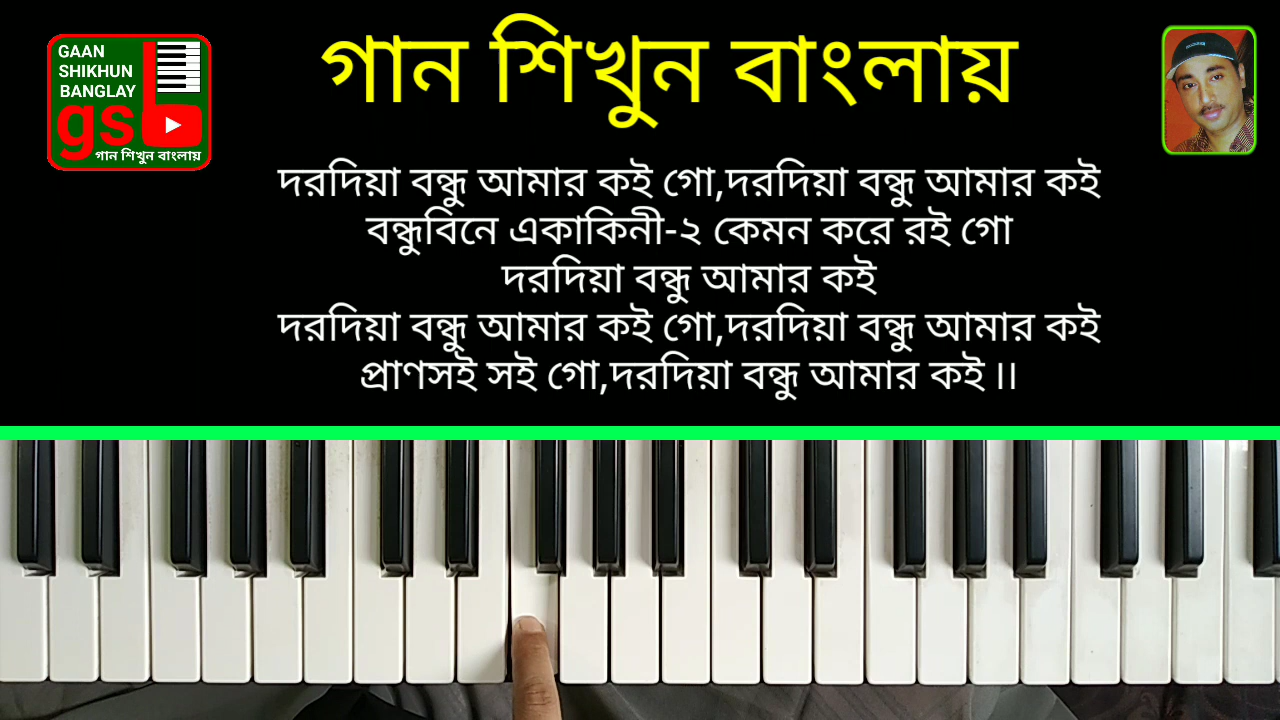 GAAN
SHIKHUN
BANGLAY
gsb
গান শিখুন বাংলায়
গান শিখুন বাংলায়
দরদিয়া বন্ধু আমার কই গো,দরদিয়া বন্ধু আমার কই
বন্ধুবিনে একাকিনী-২ কেমন করে রই গো
দরদিয়া বন্ধু আমার কই
দরদিয়া বন্ধু আমার কই গো,দরদিয়া বন্ধু আমার কই
প্রাণসই সই গো,দরদিয়া বন্ধু আমার কই ।।